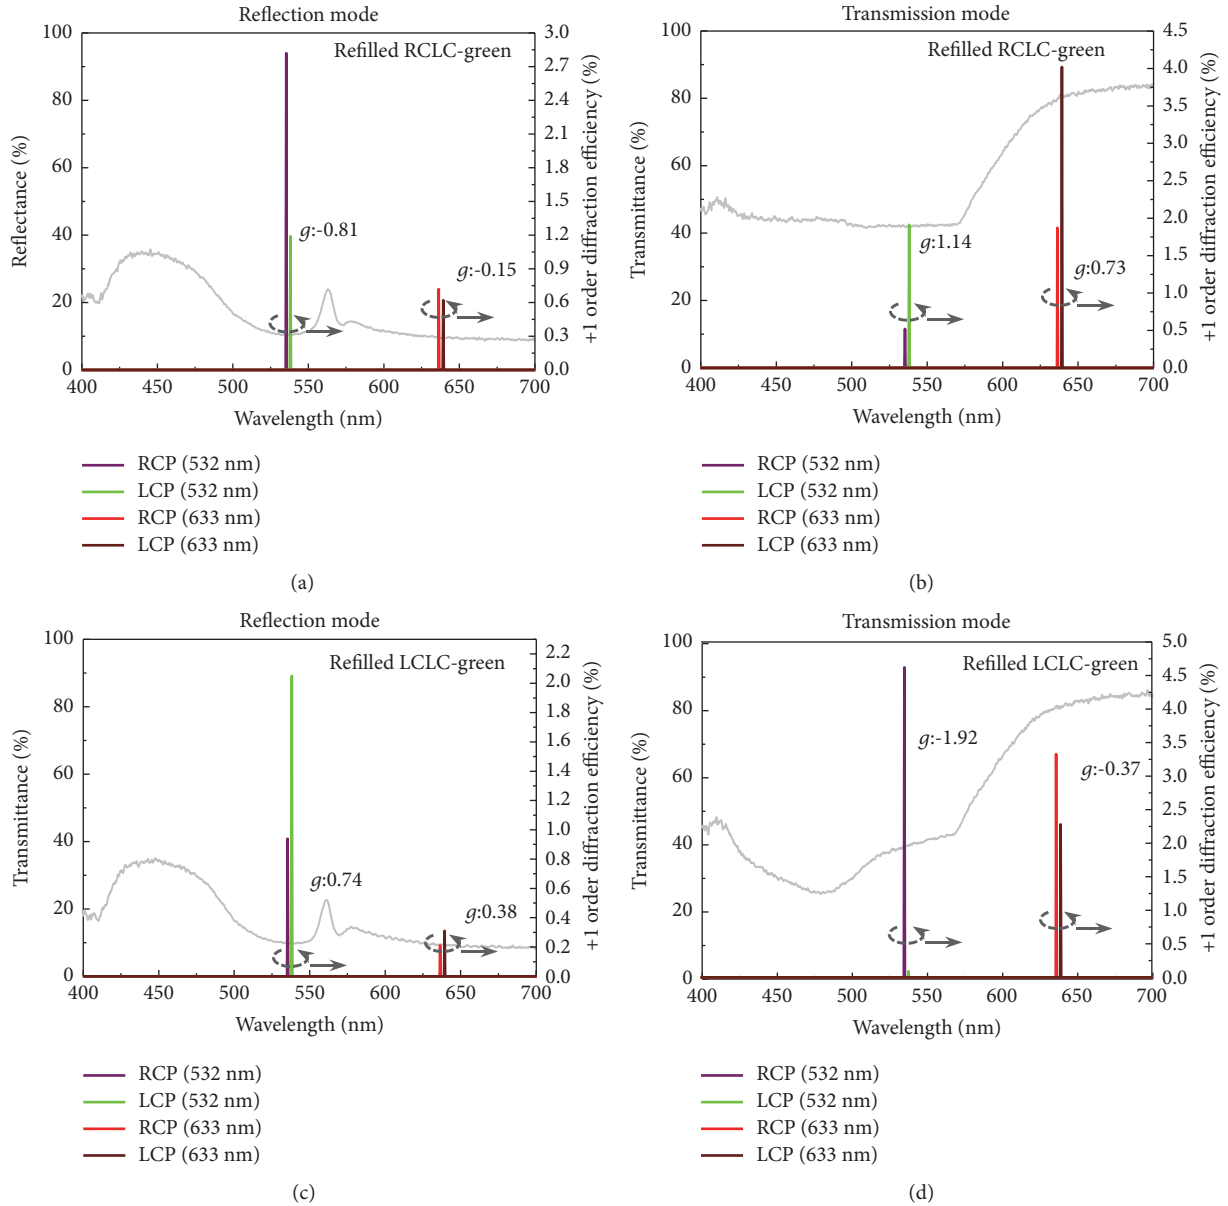 Reflection mode
Refilled RCLC-green
100
80
60
40
20
0
Reflectance (%)
3.0
2.7
2.4
2.1
1.8
1.5
1.2
0.9
0.6
0.3
0.0
+1 order diffraction efficiency (%)
g:-0.81
g:-0.15
400 450 500 550 600 650 700
Wavelength (nm)
RCP (532 nm)
LCP (532 nm)
RCP (633 nm)
LCP (633 nm)
(a)
Transmission mode
Refilled RCLC-green
100
80
60
40
20
0
Transmittance (%)
4.5
4.0
3.5
3.0
2.5
2.0
1.5
1.0
0.5
0.0
+1 order diffraction efficiency (%)
g:1.14
g:0.73
400 450 500 550 600 650 700
Wavelength (nm)
RCP (532 nm)
LCP (532 nm)
RCP (633 nm)
LCP (633 nm)
(b)
Reflection mode
Refilled LCLC-green
100
80
60
40
20
0
Transmittance (%)
2.2
2.0
1.8
1.6
1.4
1.2
1.0
0.8
0.6
0.4
0.2
0.0
+1 order diffraction efficiency (%)
g:0.74
g:0.38
400 450 500 550 600 650 700
Wavelength (nm)
RCP (532 nm)
LCP (532 nm)
RCP (633 nm)
LCP (633 nm)
(c)
Transmission mode
Refilled LCLC-green
100
80
60
40
20
0
Transmittance (%)
5.0
4.5
4.0
3.5
3.0
2.5
2.0
1.5
1.0
0.5
0.0
+1 order diffraction efficiency (%)
g:-1.92
g:-0.37
400 450 500 550 600 650 700
Wavelength (nm)
RCP (532 nm)
LCP (532 nm)
RCP (633 nm)
LCP (633 nm)
(d)